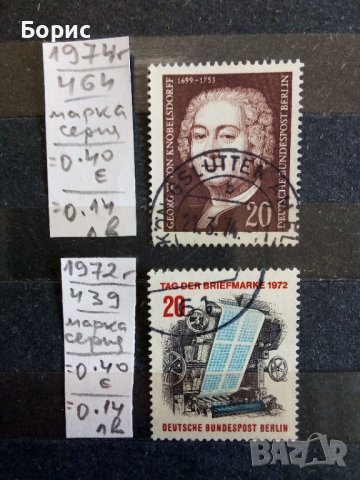 Борис
1974г
464
марка
серия
=0.40
€
=0.14
лв
GEORG W. VON KNOBELSDORFF
1699-1753
20
DEUTSCHE BUNDESPOST BERLIN
1972г
439
марка
серия
=0.40
€
=0.14
лв
TAG DER BRIEFMARKE 1972
20
DEUTSCHE BUNDESPOST BERLIN
BAZAR